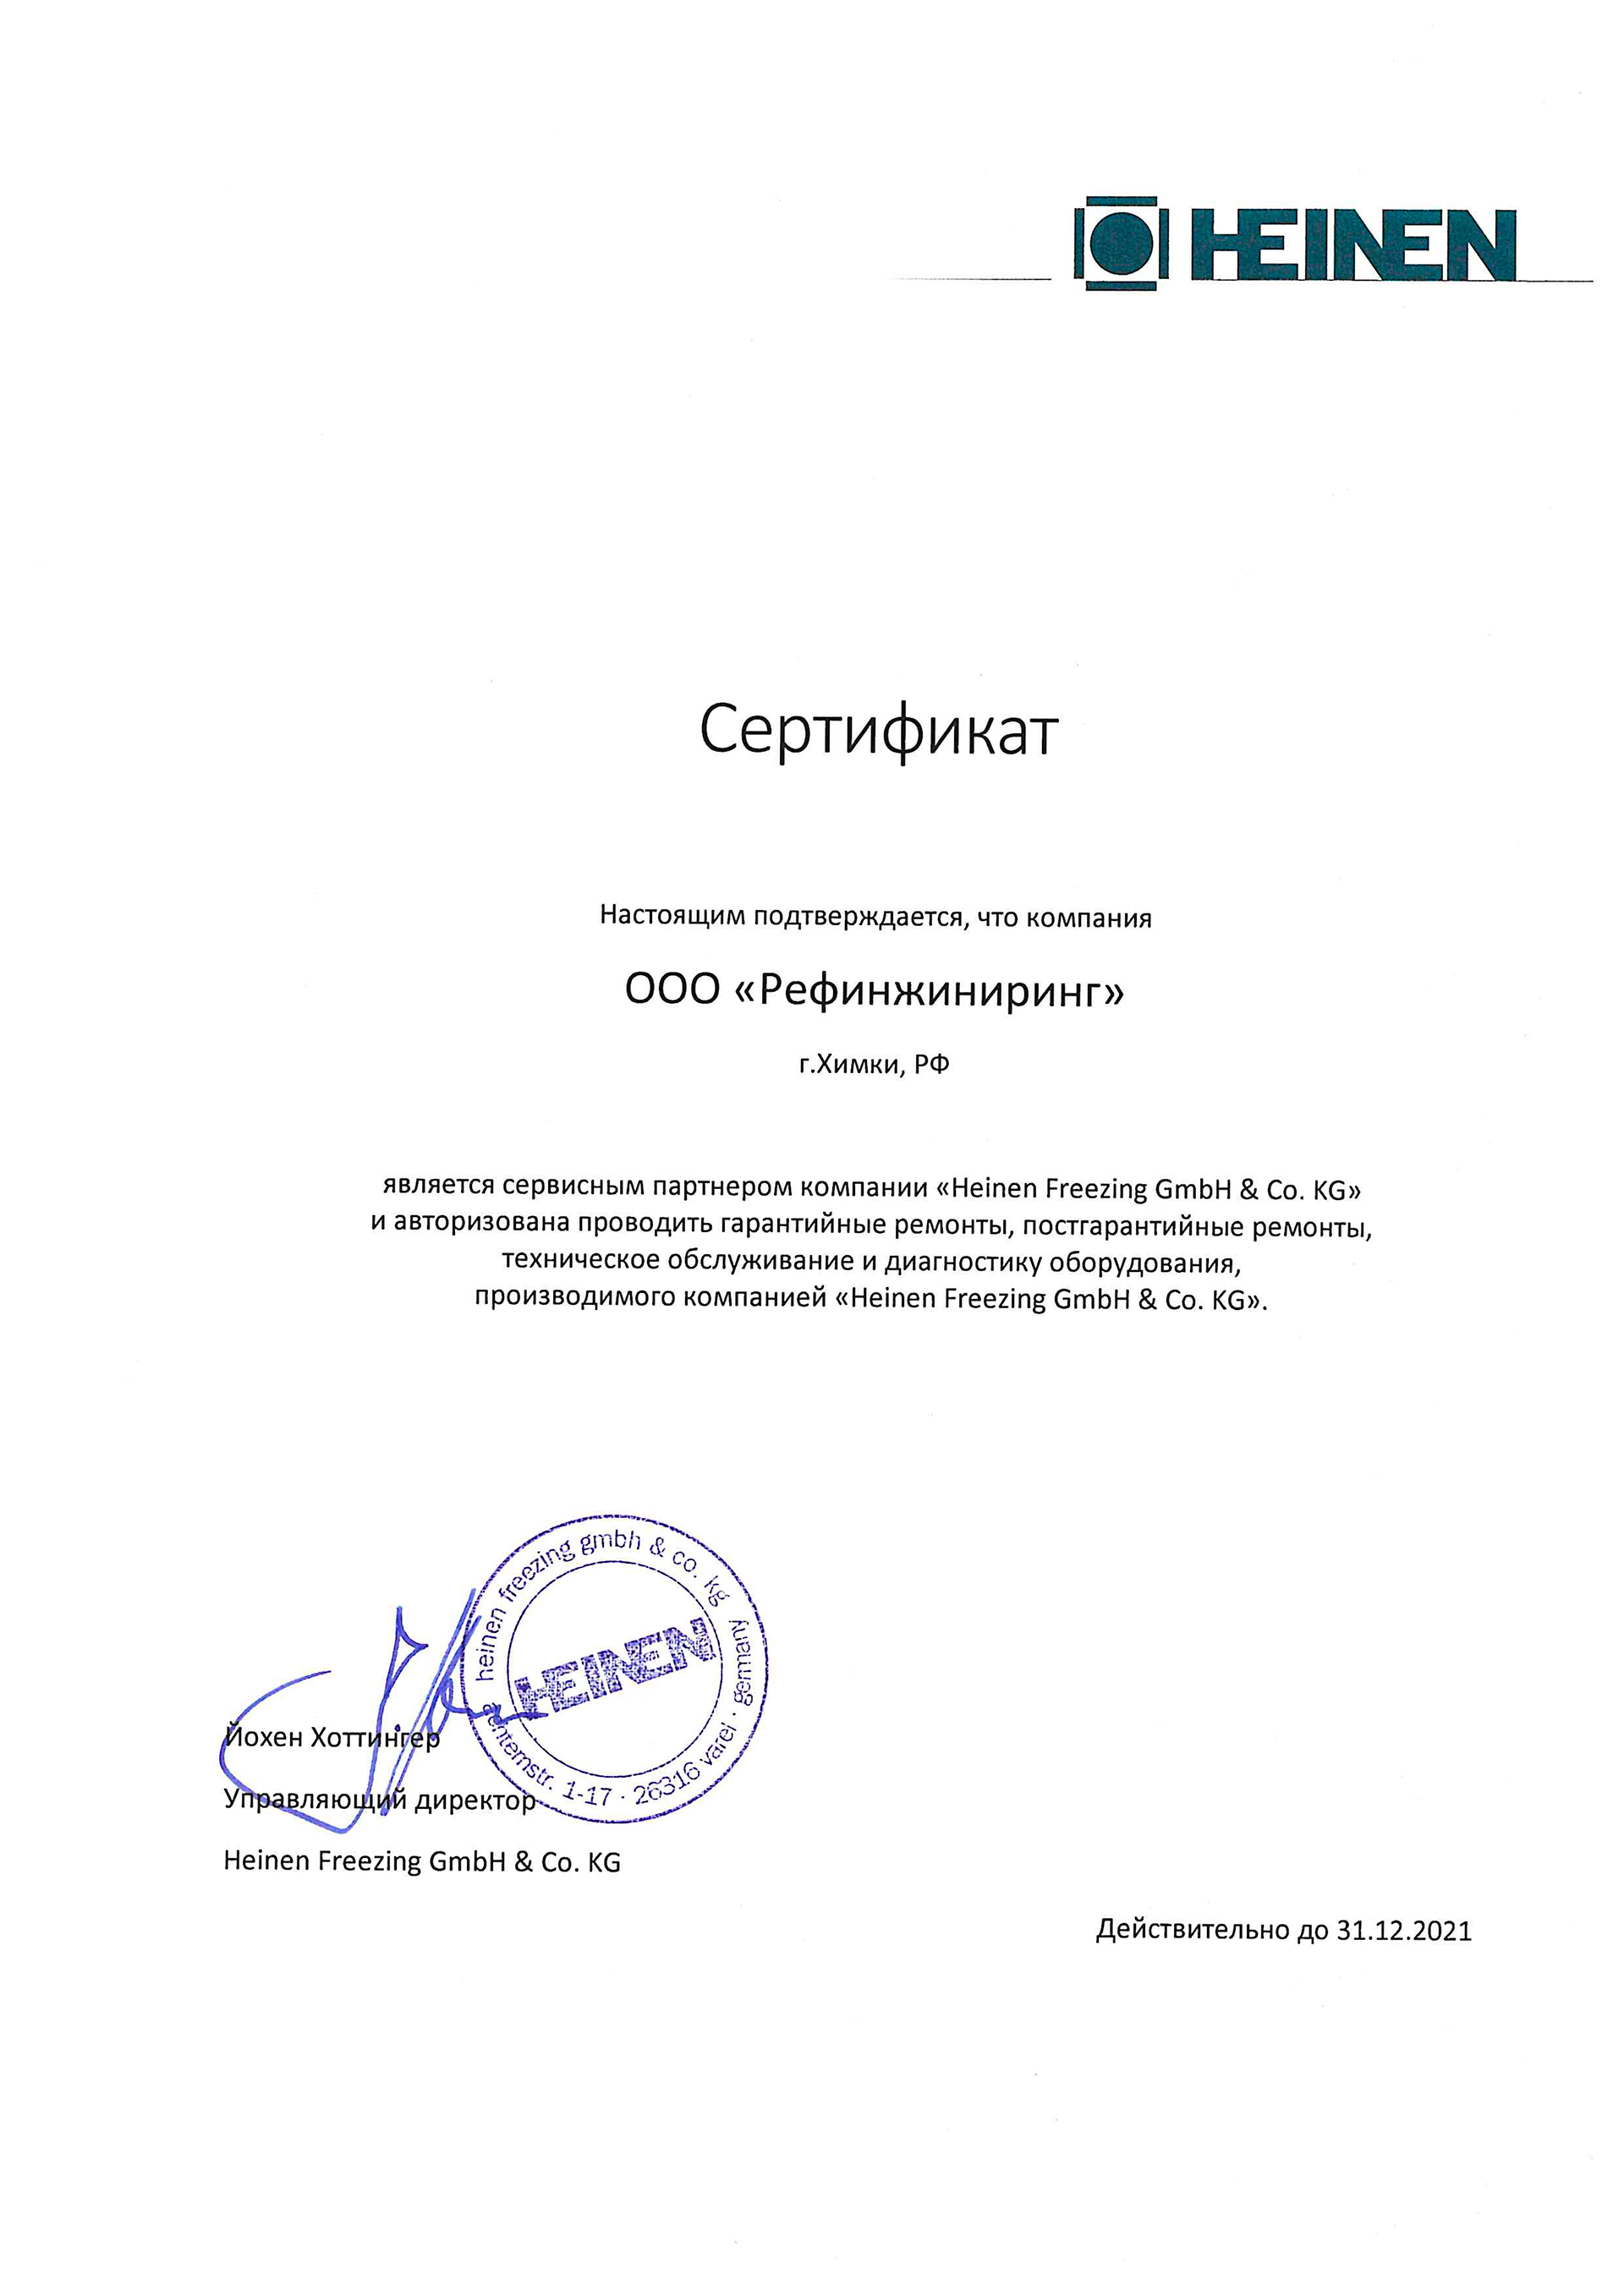 HEINEN
Сертификат
Настоящим подтверждается, что компания
ООО «Рефинжиниринг»
г.Химки, РФ
является сервисным партнером компании «Heinen Freezing GmbH & Co. KG»
и авторизована проводить гарантийные ремонты, постгарантийные ремонты,
техническое обслуживание и диагностику оборудования,
производимого компанией «Heinen Freezing GmbH & Co. KG».
heinen freezing gmbh & co. kg
HEINEN
1-17 · 26316 varel · germany
Йохен Хоттингер
Управляющий директор
Heinen Freezing GmbH & Co. KG
Действительно до 31.12.2021